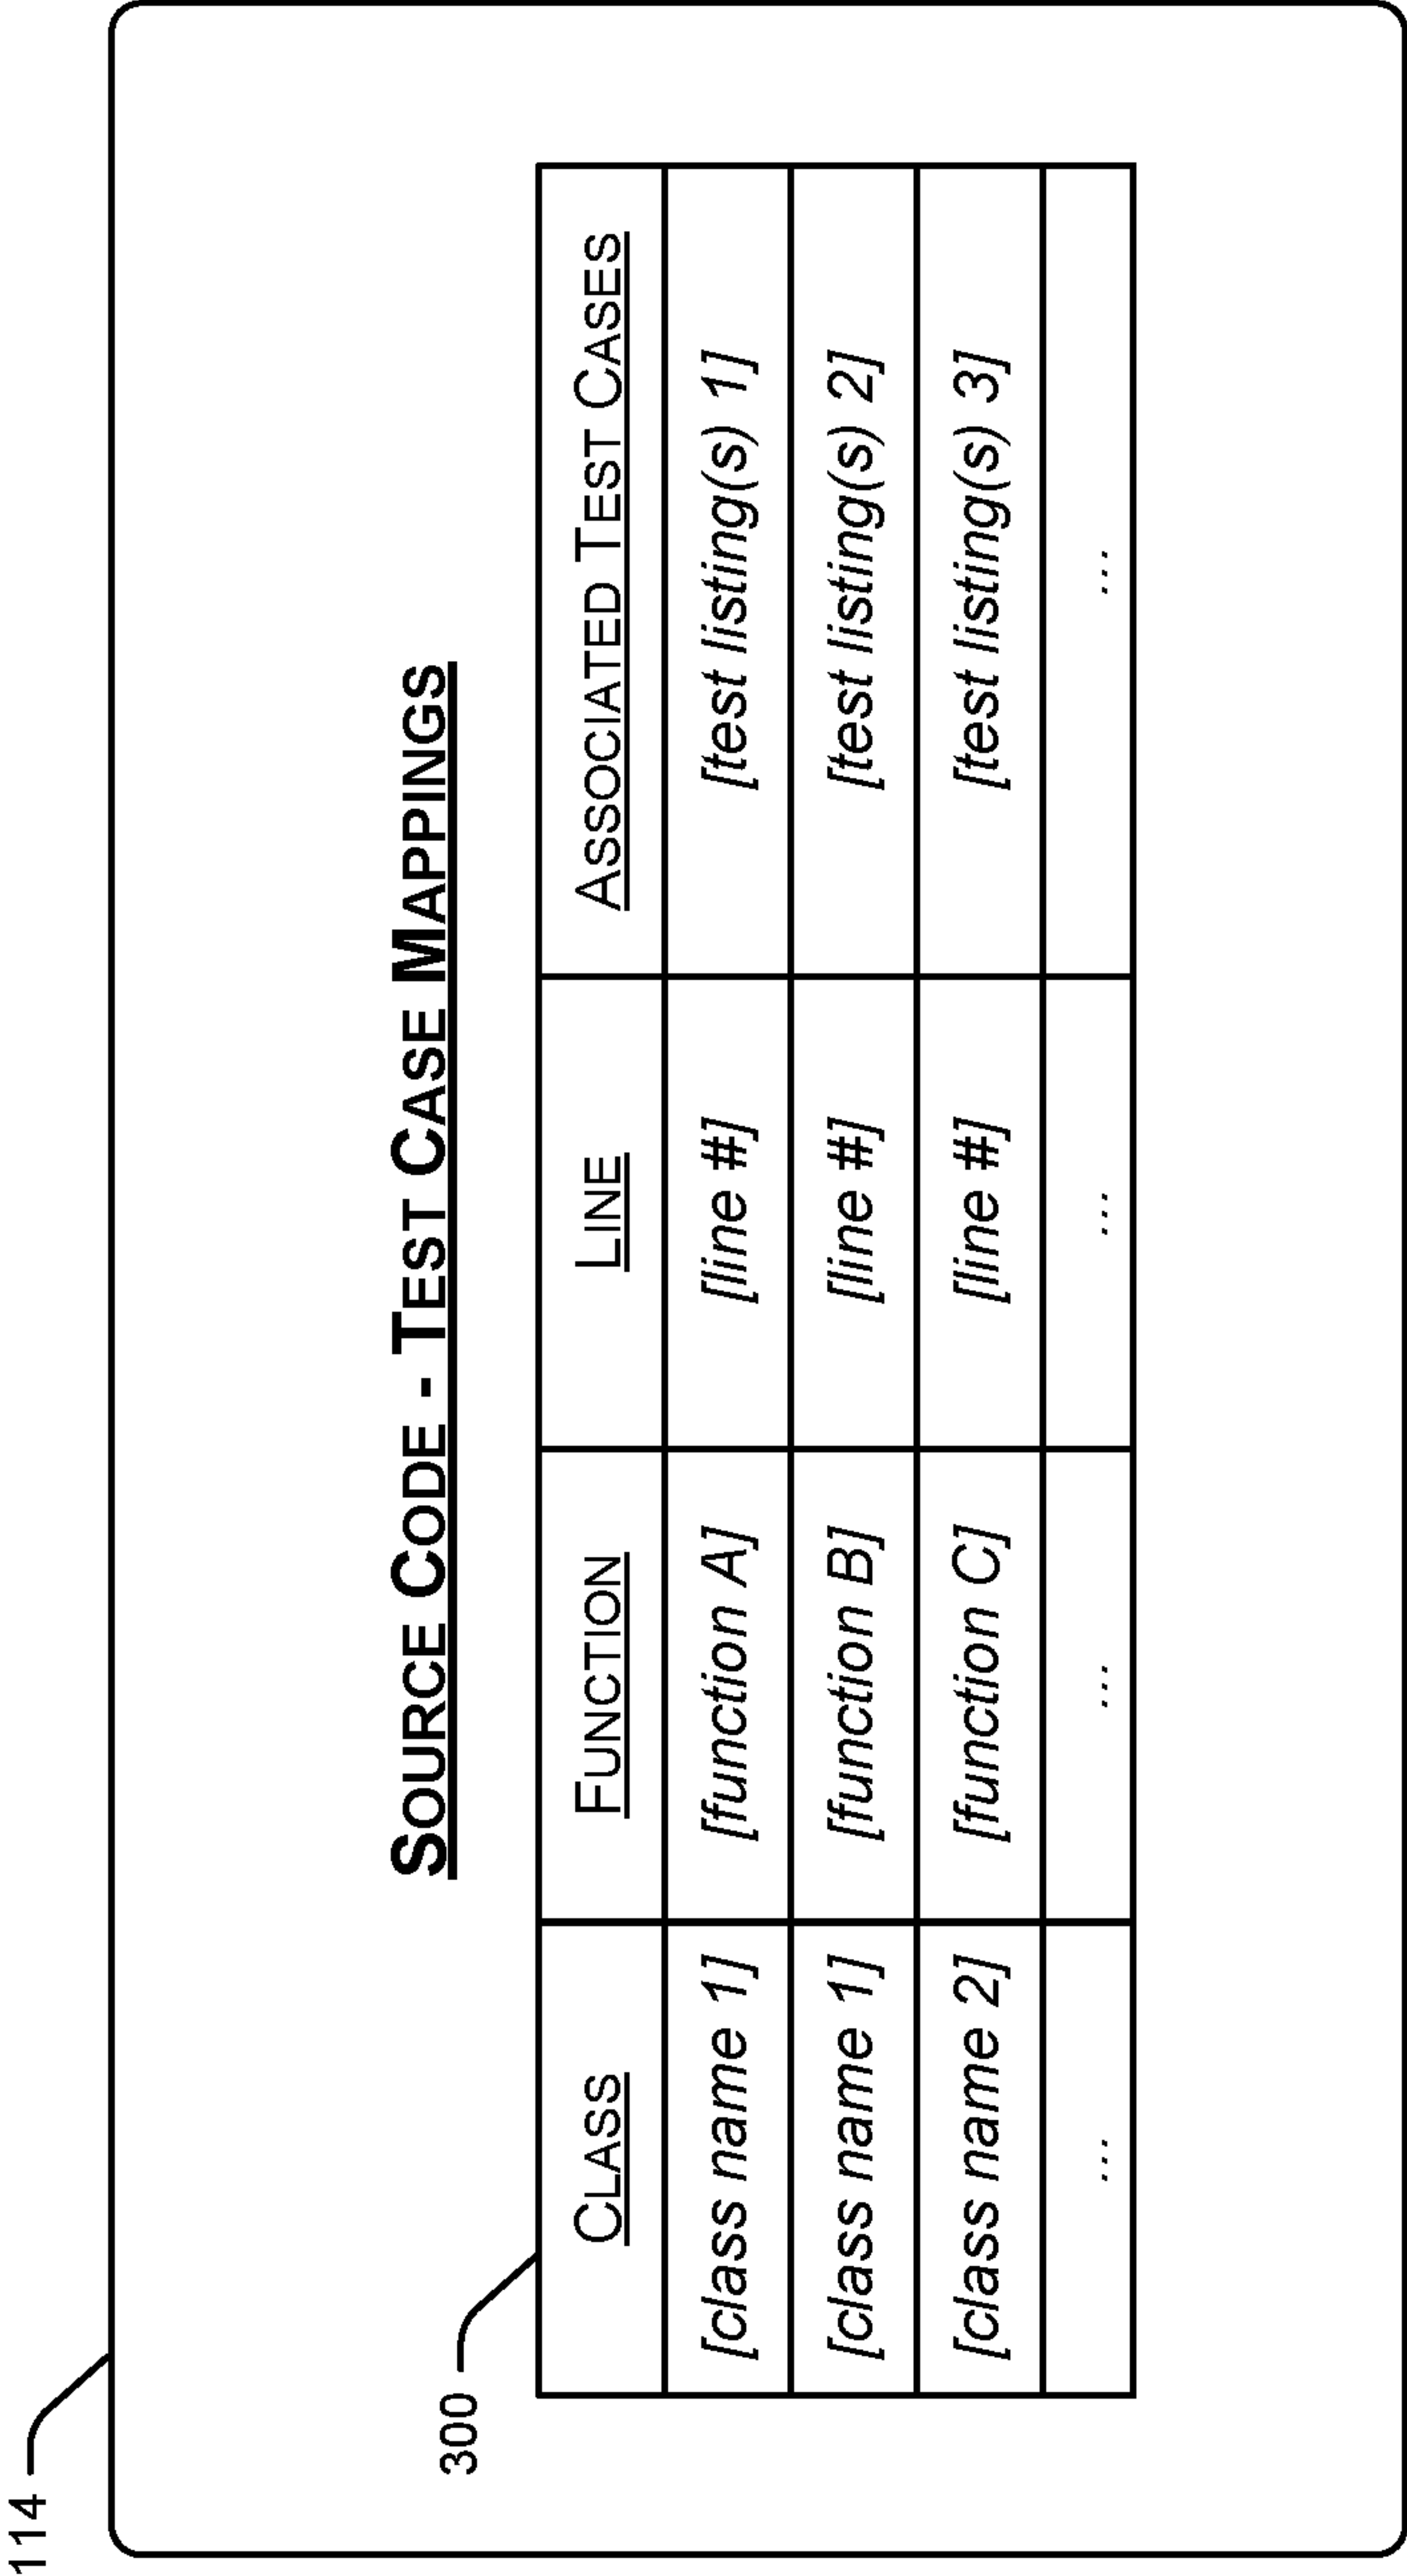 114
SOURCE CODE - TEST CASE MAPPINGS
300
CLASS FUNCTION LINE ASSOCIATED TEST CASES
[class name 1] [function A] [line #] [test listing(s) 1]
[class name 1] [function B] [line #] [test listing(s) 2]
[class name 2] [function C] [line #] [test listing(s) 3]
... ... ... ...